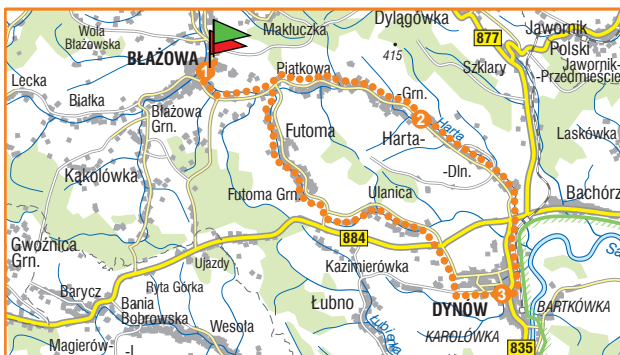 Wola
Błażowska
Makłuczka
Dylągówka
Jawornik
Polski
877
BŁAŻOWA
1
415
Szklary
Jawornik-
-Przedmieście
Lecka
Piątkowa
Białka
Błażowa
Grn.
-Grn.
2
Harta
Futoma
Harta-
Laskówka
Kąkolówka
-Dln.
Futoma Grn.
Ulanica
Bachórz
884
Gwoźnica
Grn.
Ujazdy
Kazimierówka
Barycz
Ryta Górka
Bania
Bobrowska
Łubno
DYNÓW
3
BARTKÓWKA
Wesoła
KAROLÓWKA
Magierów-
835